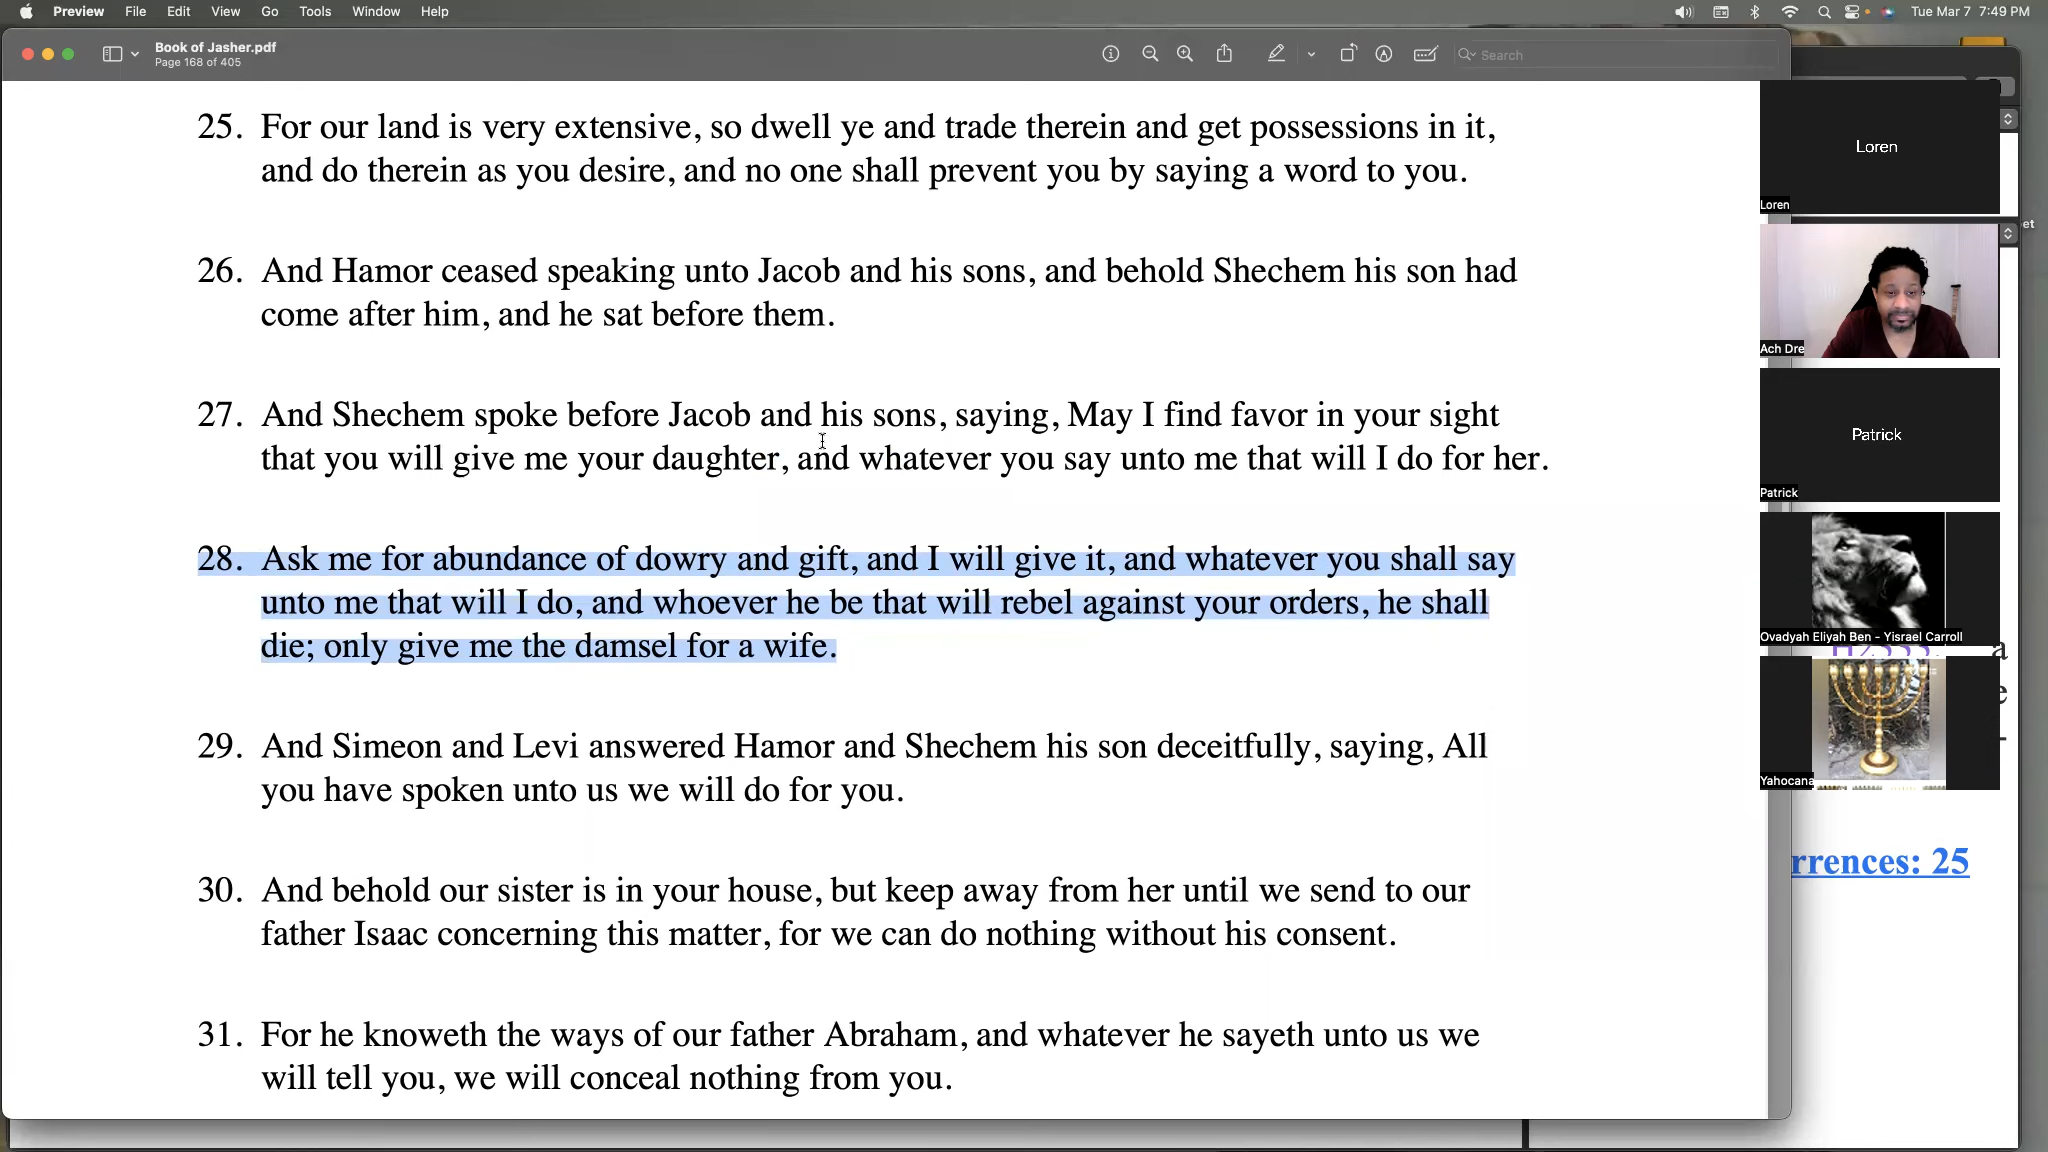 Preview File Edit View Go Tools Window Help
Tue Mar 7 7:49 PM
Book of Jasher.pdf
Page 168 of 405
Search
25. For our land is very extensive, so dwell ye and trade therein and get possessions in it,
and do therein as you desire, and no one shall prevent you by saying a word to you.
26. And Hamor ceased speaking unto Jacob and his sons, and behold Shechem his son had
come after him, and he sat before them.
27. And Shechem spoke before Jacob and his sons, saying, May I find favor in your sight
that you will give me your daughter, and whatever you say unto me that will I do for her.
28. Ask me for abundance of dowry and gift, and I will give it, and whatever you shall say
unto me that will I do, and whoever he be that will rebel against your orders, he shall
die; only give me the damsel for a wife.
29. And Simeon and Levi answered Hamor and Shechem his son deceitfully, saying, All
you have spoken unto us we will do for you.
30. And behold our sister is in your house, but keep away from her until we send to our
father Isaac concerning this matter, for we can do nothing without his consent.
31. For he knoweth the ways of our father Abraham, and whatever he sayeth unto us we
will tell you, we will conceal nothing from you.
Loren
Loren
et
Ach Dre
Patrick
Patrick
Ovadyah Eliyah Ben - Yisrael Carroll
a
e
-
Yahocana
rrences: 25